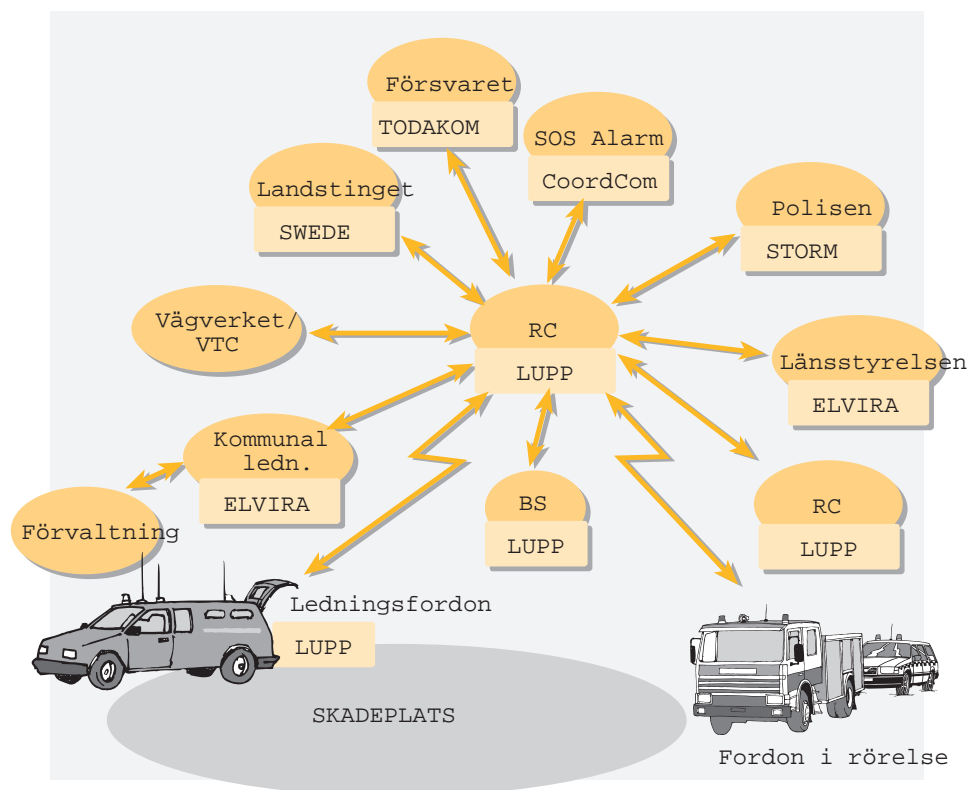 Försvaret
TODAKOM
SOS Alarm
CoordCom
Landstinget
SWEDE
Polisen
STORM
Vägverket/
VTC
RC
LUPP
Länsstyrelsen
ELVIRA
Kommunal
ledn.
ELVIRA
BS
LUPP
RC
LUPP
Förvaltning
Ledningsfordon
LUPP
SKADEPLATS
Fordon i rörelse